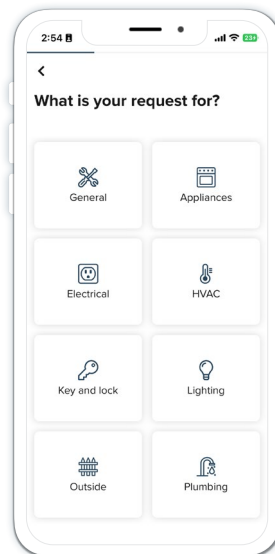 2:54 23+
What is your request for?
General Appliances
Electrical HVAC
Key and lock Lighting
Outside Plumbing